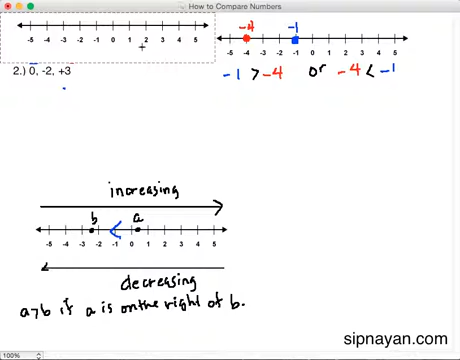 How to Compare Numbers
-5 -4 -3 -2 -1 0 1 2 3 4 5
-4 -1
-5 -4 -3 -2 -1 0 1 2 3 4 5
2.) 0, -2, +3
-1 > -4 or -4 < -1
increasing
b < a
-5 -4 -3 -2 -1 0 1 2 3 4 5
decreasing
a>b if a is on the right of b.
sipnayan.com
100%